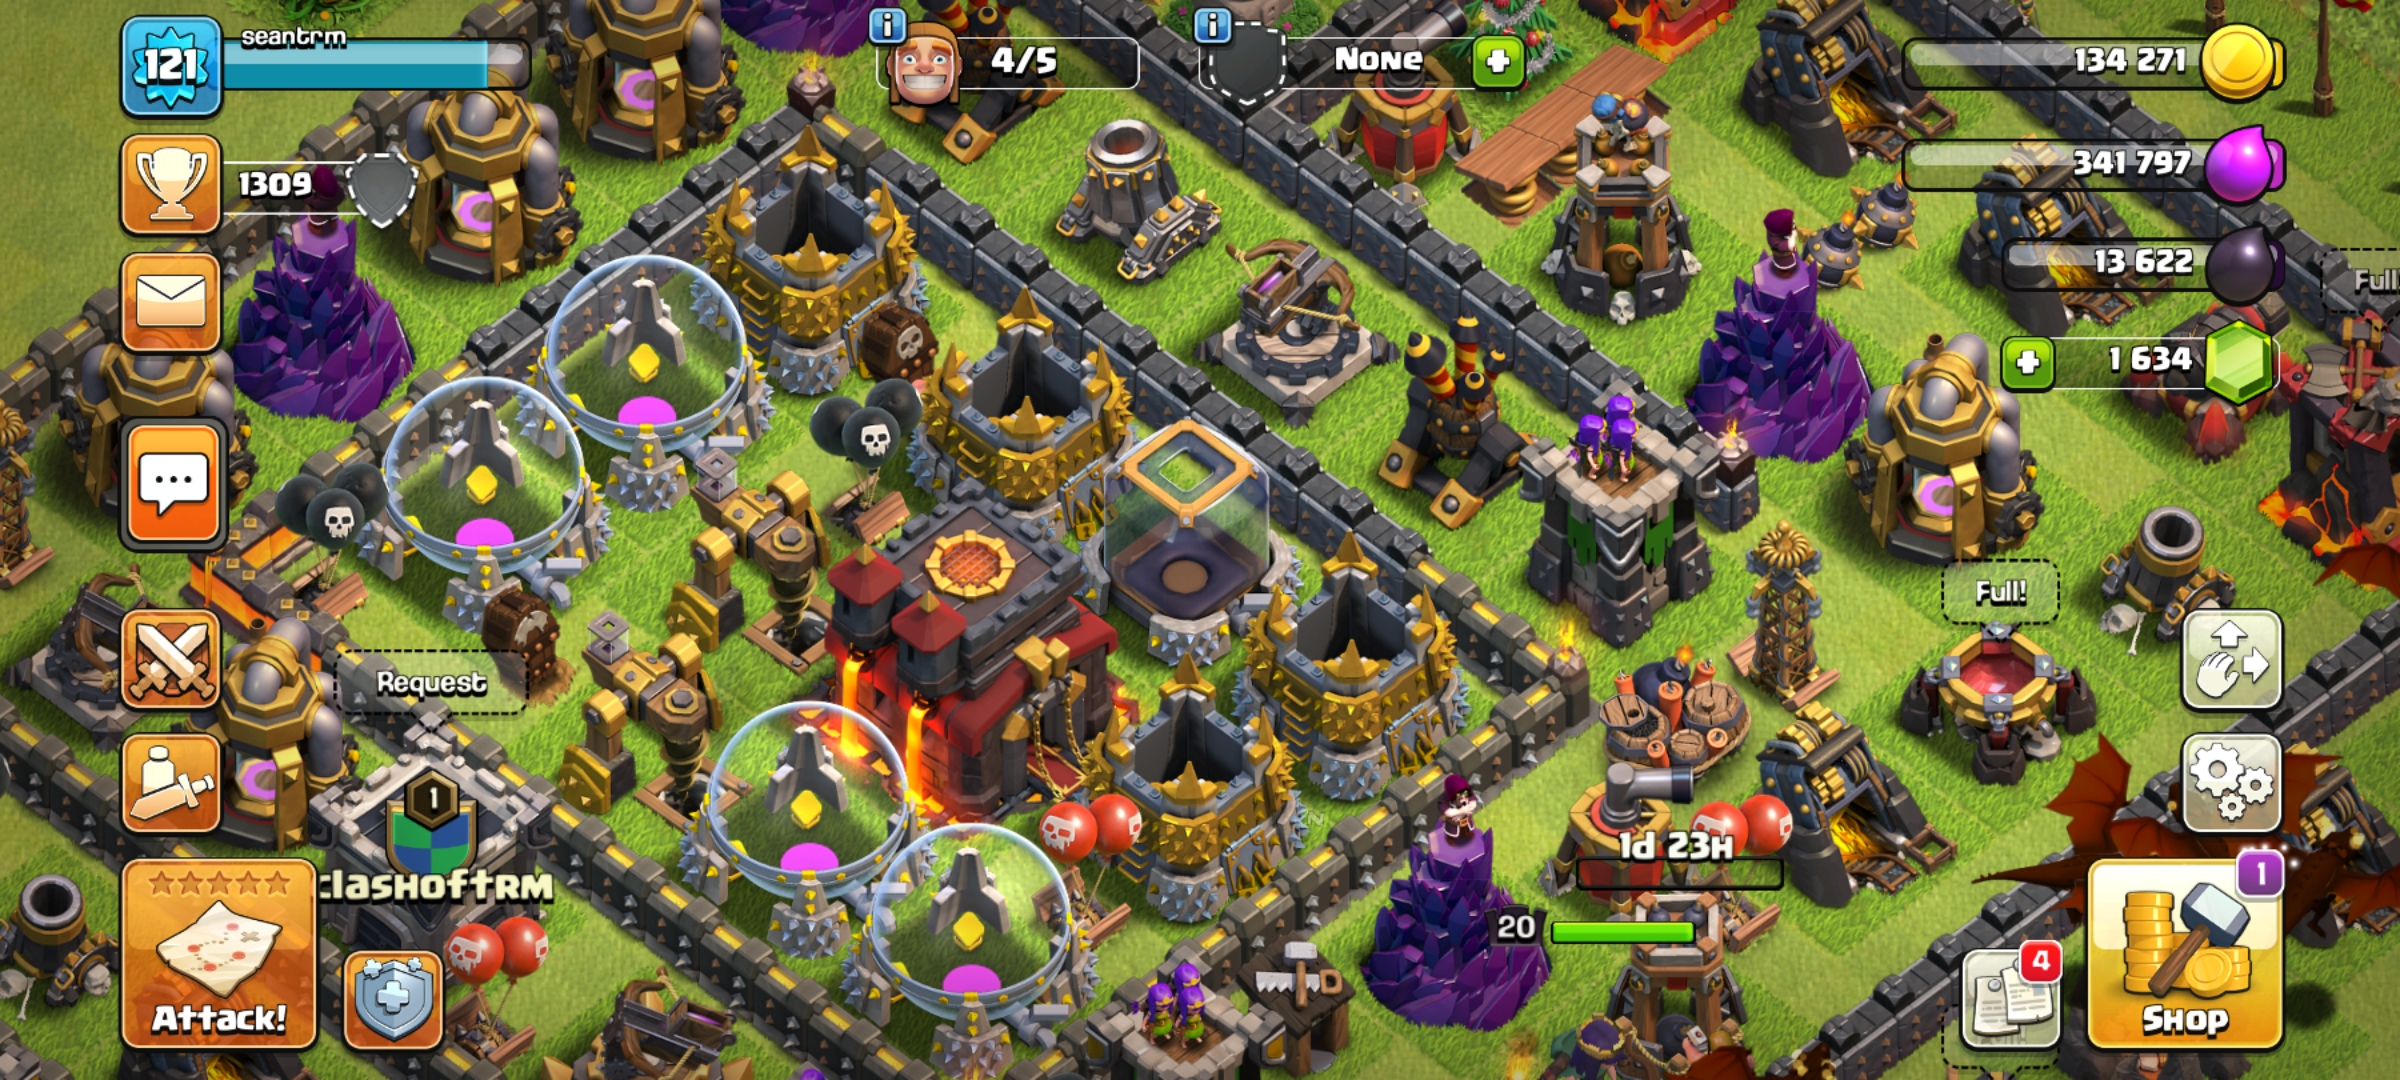 121
seantrm
4/5
None
134 271
1309
341 797
13 622
Full
1 634
Full!
Request
1
clashoftrm
1d 23H
20
1
4
Attack!
Shop